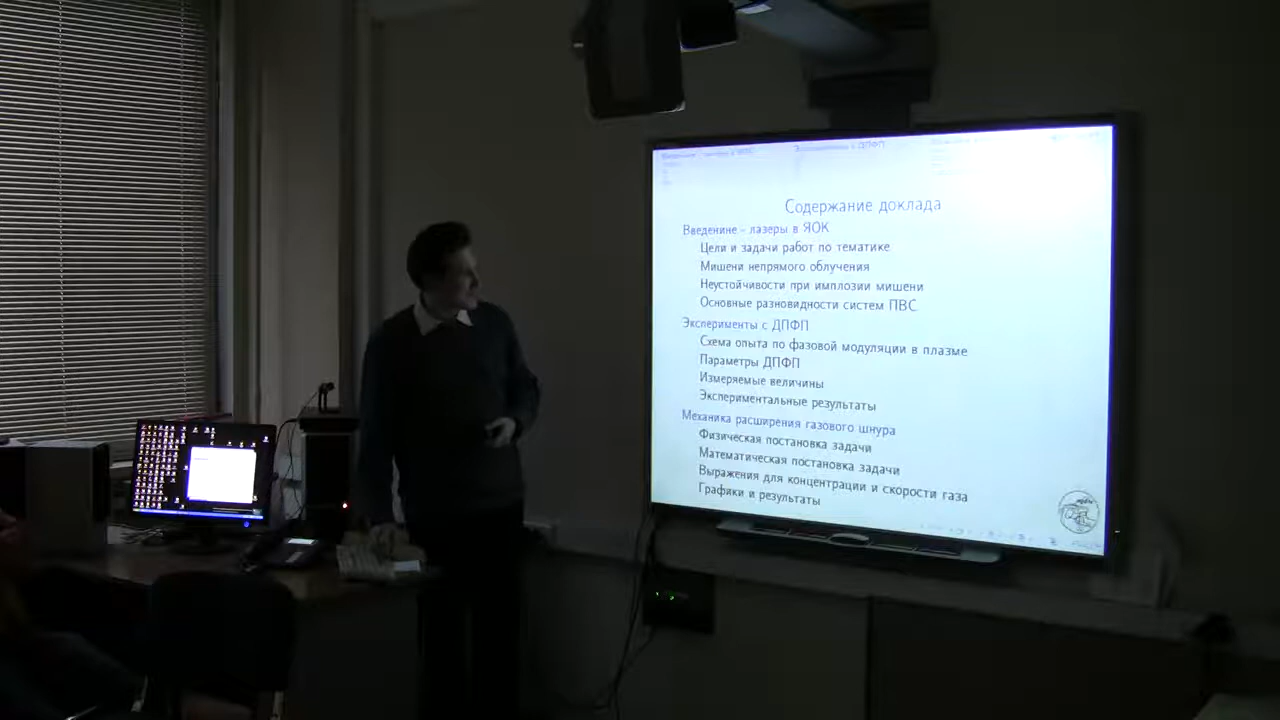 Эксперименты с ДПФП
Содержание доклада
Введение - лазеры в ЯОК
Цели и задачи работ по тематике
Мишени непрямого облучения
Неустойчивости при имплозии мишени
Основные разновидности систем ПВС
Эксперименты с ДПФП
Схема опыта по фазовой модуляции в плазме
Параметры ДПФП
Измеряемые величины
Экспериментальные результаты
Механика расширения газового шнура
Физическая постановка задачи
Математическая постановка задачи
Выражения для концентрации и скорости газа
Графики и результаты